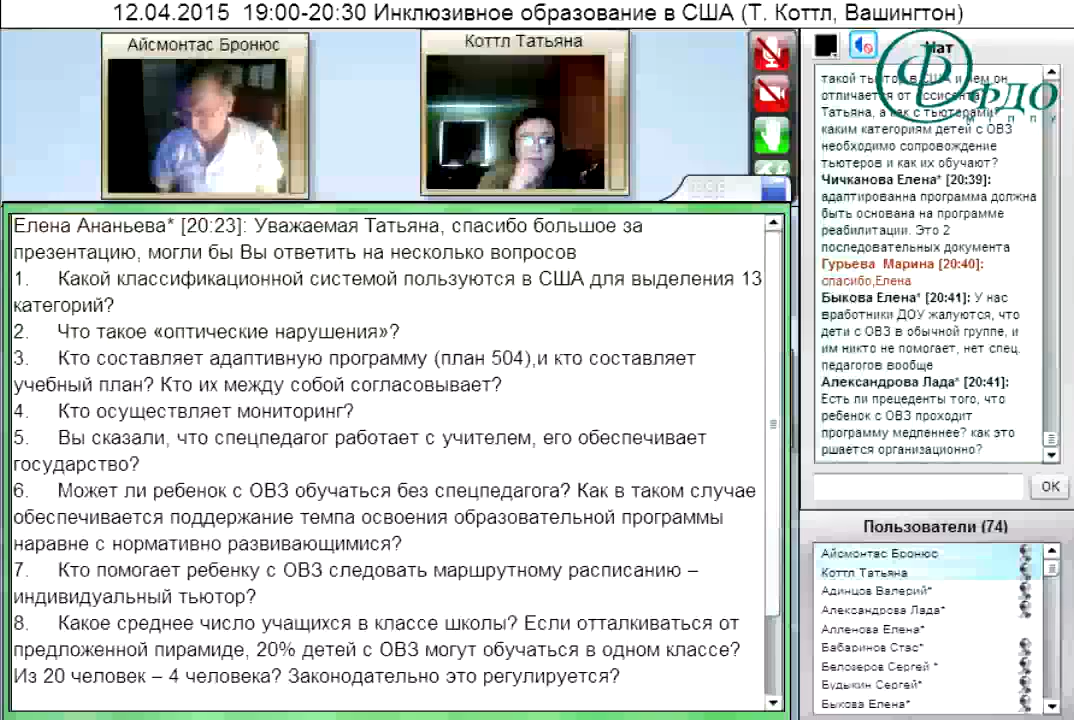 12.04.2015 19:00-20:30 Инклюзивное образование в США (Т. Коттл, Вашингтон)
Айсмонтас Бронюс
Коттл Татьяна
Елена Ананьева* [20:23]: Уважаемая Татьяна, спасибо большое за
презентацию, могли бы Вы ответить на несколько вопросов
1. Какой классификационной системой пользуются в США для выделения 13
категорий?
2. Что такое «оптические нарушения»?
3. Кто составляет адаптивную программу (план 504),и кто составляет
учебный план? Кто их между собой согласовывает?
4. Кто осуществляет мониторинг?
5. Вы сказали, что спецпедагог работает с учителем, его обеспечивает
государство?
6. Может ли ребенок с ОВЗ обучаться без спецпедагога? Как в таком случае
обеспечивается поддержание темпа освоения образовательной программы
наравне с нормативно развивающимися?
7. Кто помогает ребенку с ОВЗ следовать маршрутному расписанию –
индивидуальный тьютор?
8. Какое среднее число учащихся в классе школы? Если отталкиваться от
предложенной пирамиде, 20% детей с ОВЗ могут обучаться в одном классе?
Из 20 человек – 4 человека? Законодательно это регулируется?
Чат
ФРДО
МГППУ
такой тьютор в США и чем он
отличается от ассисента
Татьяна, а как с тьюторами?
каким категориям детей с ОВЗ
необходимо сопровождение
тьютеров и как их обучают?
Чичканова Елена* [20:39]:
адаптированна программа должна
быть основана на программе
реабилитации. Это 2
последовательных документа
Гурьева Марина [20:40]:
спасибо,Елена
Быкова Елена* [20:41]: У нас
вработники ДОУ жалуются, что
дети с ОВЗ в обычной группе, и
им никто не помогает, нет спец.
педагогов вообще
Александрова Лада* [20:41]:
Есть ли прецеденты того, что
ребенок с ОВЗ проходит
программу медленнее? как это
ршается организационно?
OK
Пользователи (74)
Айсмонтас Бронюс
Коттл Татьяна
Адинцов Валерий*
Александрова Лада*
Алленова Елена*
Бабаринов Стас*
Белозеров Сергей *
Будыкин Сергей*
Быкова Елена*